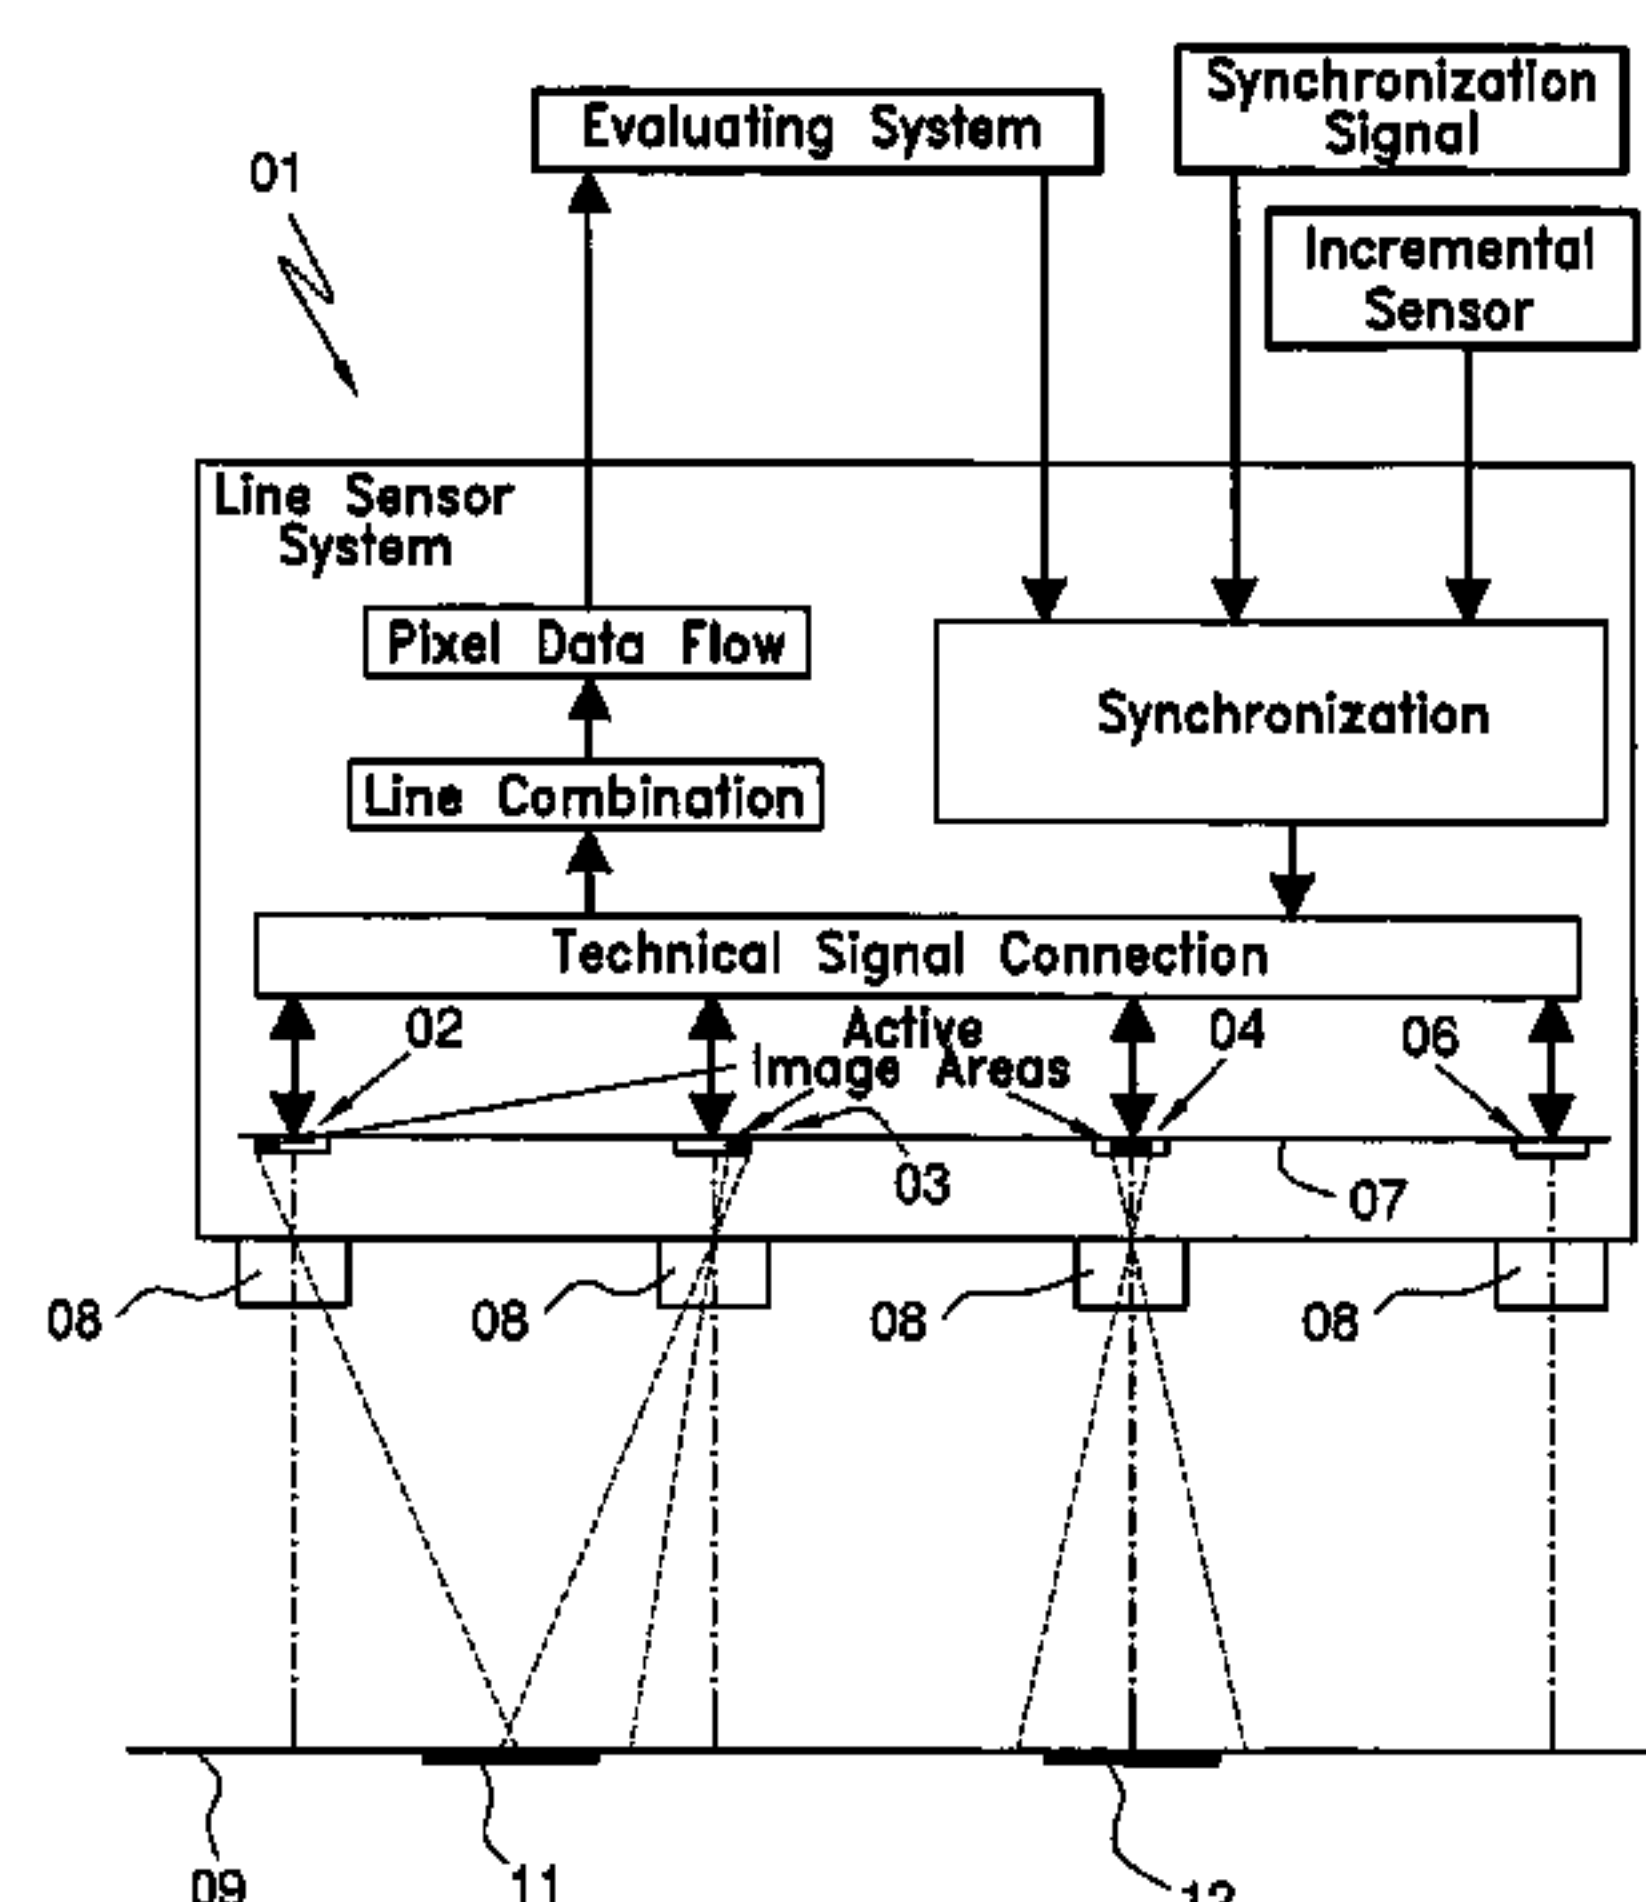 Synchronization
Signal
Evaluating System
01
Incremental
Sensor
Line Sensor
System
Pixel Data Flow
Synchronization
Line Combination
Technical Signal Connection
02
Active
Image Areas
04
06
03
07
08
08
08
08
09
11
12